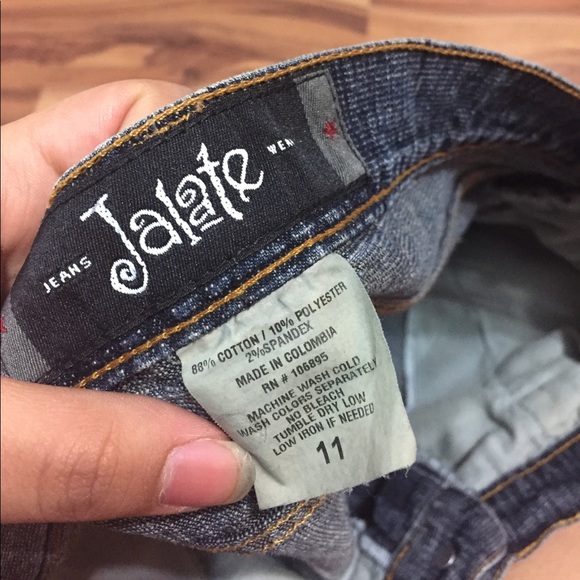 JEANS Jalate WEAR
88% COTTON / 10% POLYESTER
2%SPANDEX
MADE IN COLOMBIA
RN # 106895
MACHINE WASH COLD
WASH COLORS SEPARATELY
NO BLEACH
TUMBLE DRY LOW
LOW IRON IF NEEDED
11